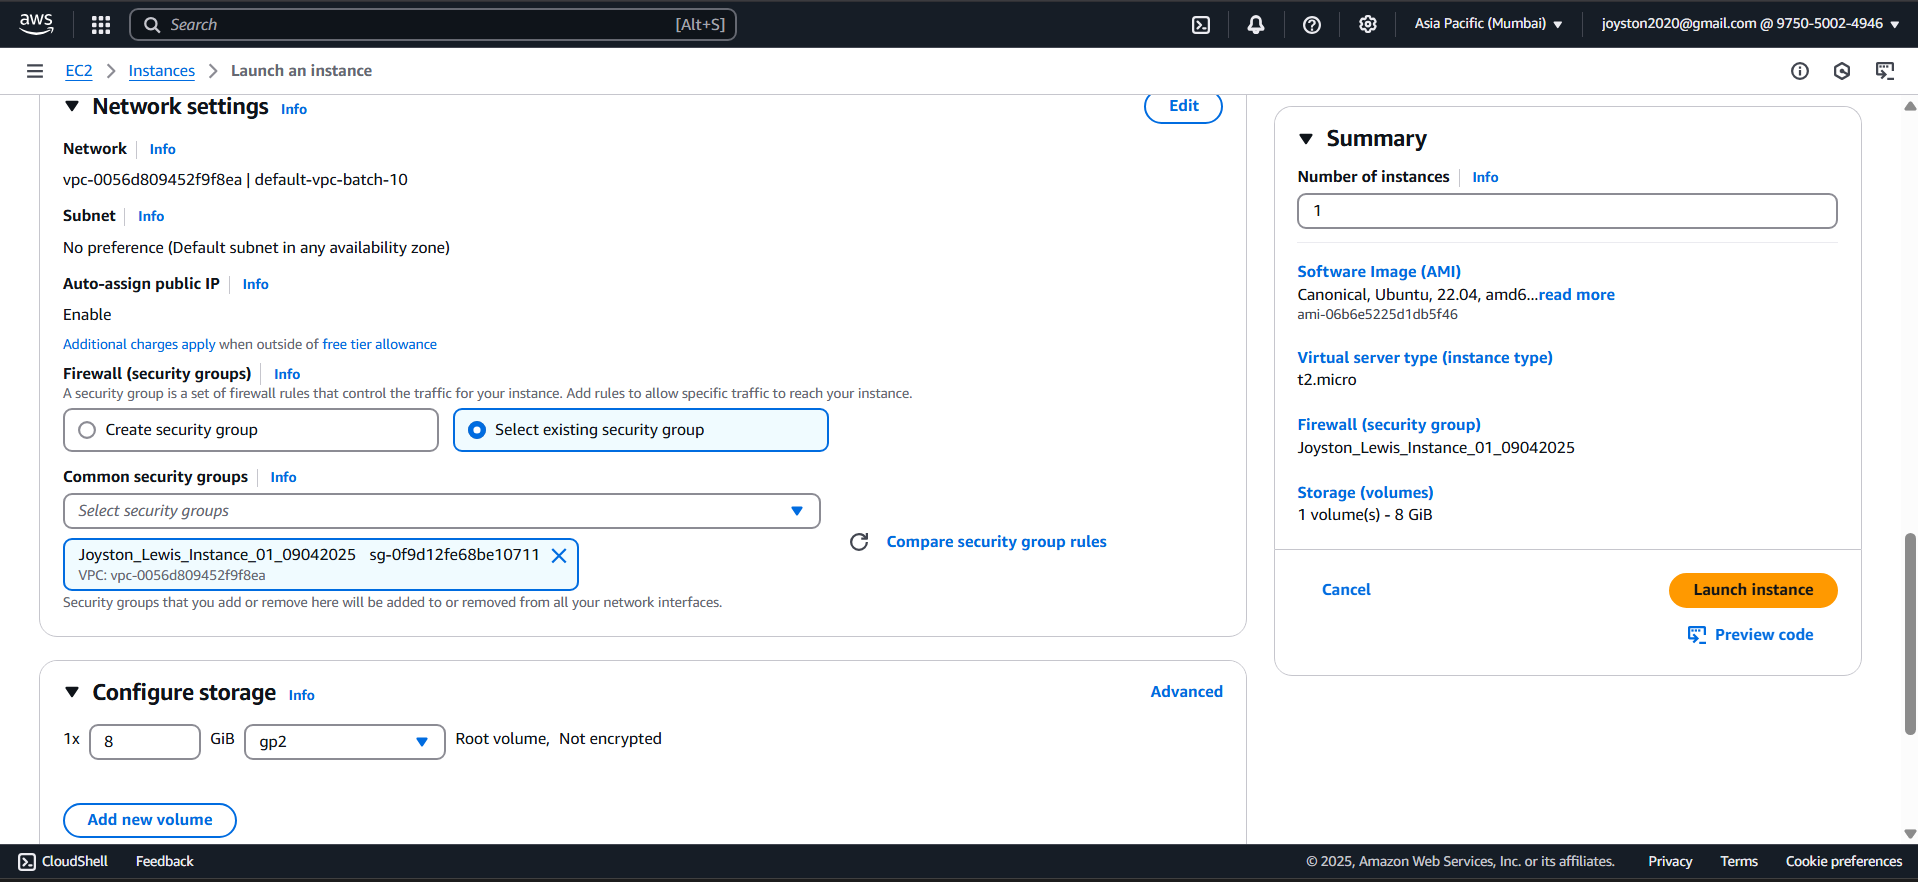 aws
Search [Alt+S]
Asia Pacific (Mumbai)
joyston2020@gmail.com @ 9750-5002-4946
EC2
Instances
Launch an instance
Network settings Info
Edit
Network Info
vpc-0056d809452f9f8ea | default-vpc-batch-10
Subnet Info
No preference (Default subnet in any availability zone)
Auto-assign public IP Info
Enable
Additional charges apply when outside of free tier allowance
Firewall (security groups) Info
A security group is a set of firewall rules that control the traffic for your instance. Add rules to allow specific traffic to reach your instance.
Create security group
Select existing security group
Common security groups Info
Select security groups
Joyston_Lewis_Instance_01_09042025 sg-0f9d12fe68be10711
VPC: vpc-0056d809452f9f8ea
Compare security group rules
Security groups that you add or remove here will be added to or removed from all your network interfaces.
Configure storage Info
Advanced
1x 8 GiB gp2 Root volume, Not encrypted
Add new volume
Summary
Number of instances Info
1
Software Image (AMI)
Canonical, Ubuntu, 22.04, amd6...read more
ami-06b6e5225d1db5f46
Virtual server type (instance type)
t2.micro
Firewall (security group)
Joyston_Lewis_Instance_01_09042025
Storage (volumes)
1 volume(s) - 8 GiB
Cancel
Launch instance
Preview code
CloudShell
Feedback
© 2025, Amazon Web Services, Inc. or its affiliates.
Privacy
Terms
Cookie preferences